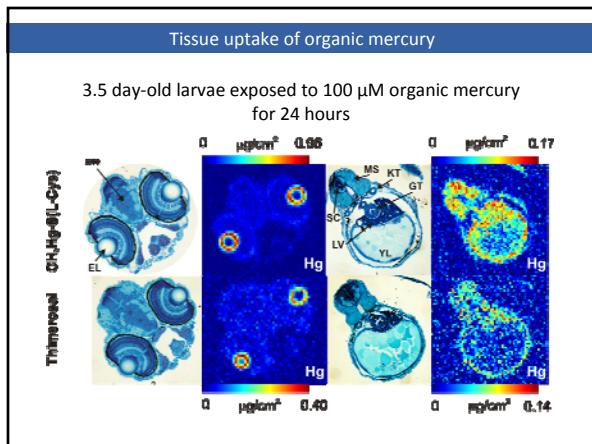 Tissue uptake of organic mercury
3.5 day-old larvae exposed to 100 µM organic mercury
for 24 hours
0 µg/cm² 0 µg/cm² 0.17
MS KT
GT
SC
LV
YL
EL
CH₃Hg-S(L-Cys)
Hg Hg
Thimerosal
Hg Hg
0 µg/cm² 0.40 0 µg/cm² 0.14